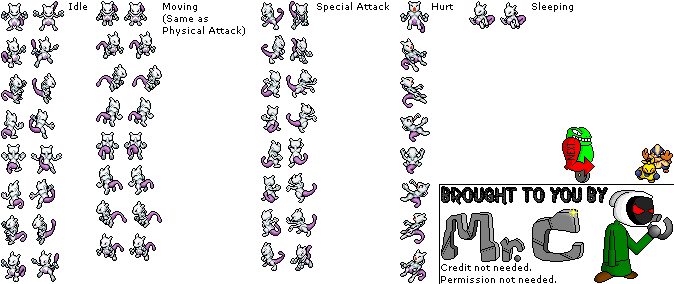 Idle
Moving
(Same as
Physical Attack)
Special Attack
Hurt
Sleeping
BROUGHT TO YOU BY
Mr. C
Credit not needed.
Permission not needed.